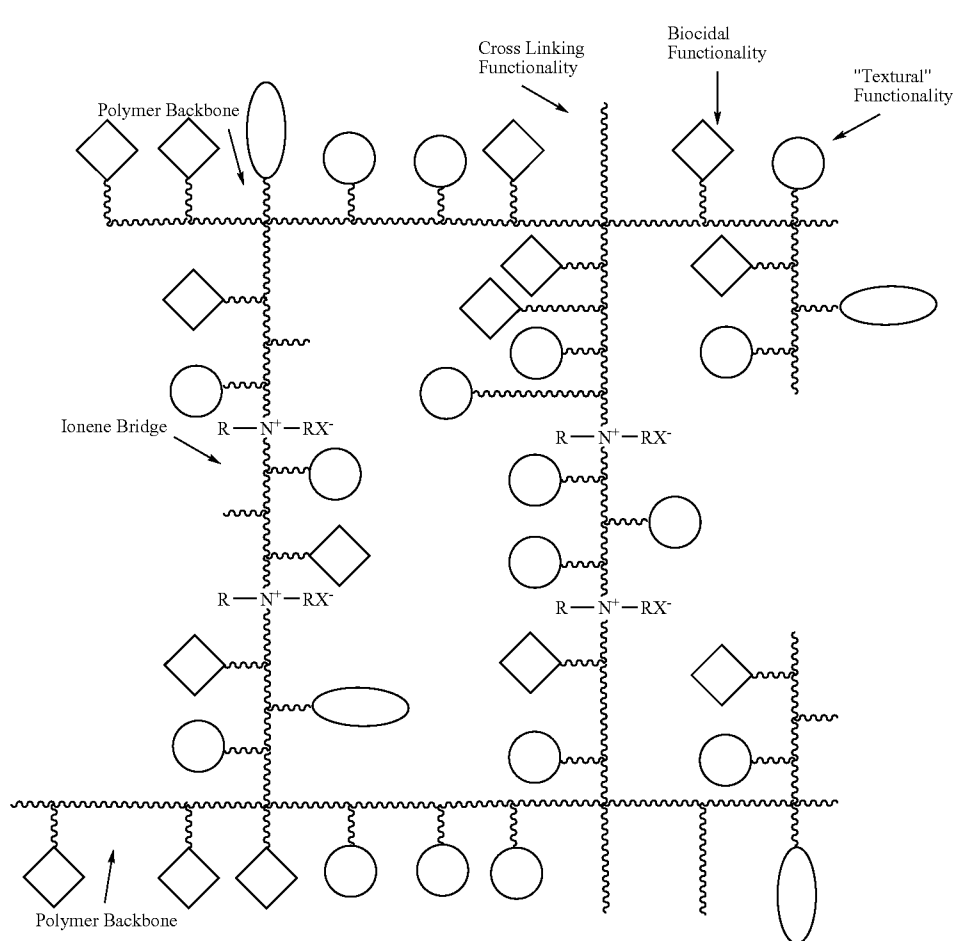 Cross Linking
Functionality
Biocidal
Functionality
"Textural"
Functionality
Polymer Backbone
Ionene Bridge
R—N⁺—RX⁻
R—N⁺—RX⁻
R—N⁺—RX⁻
R—N⁺—RX⁻
Polymer Backbone